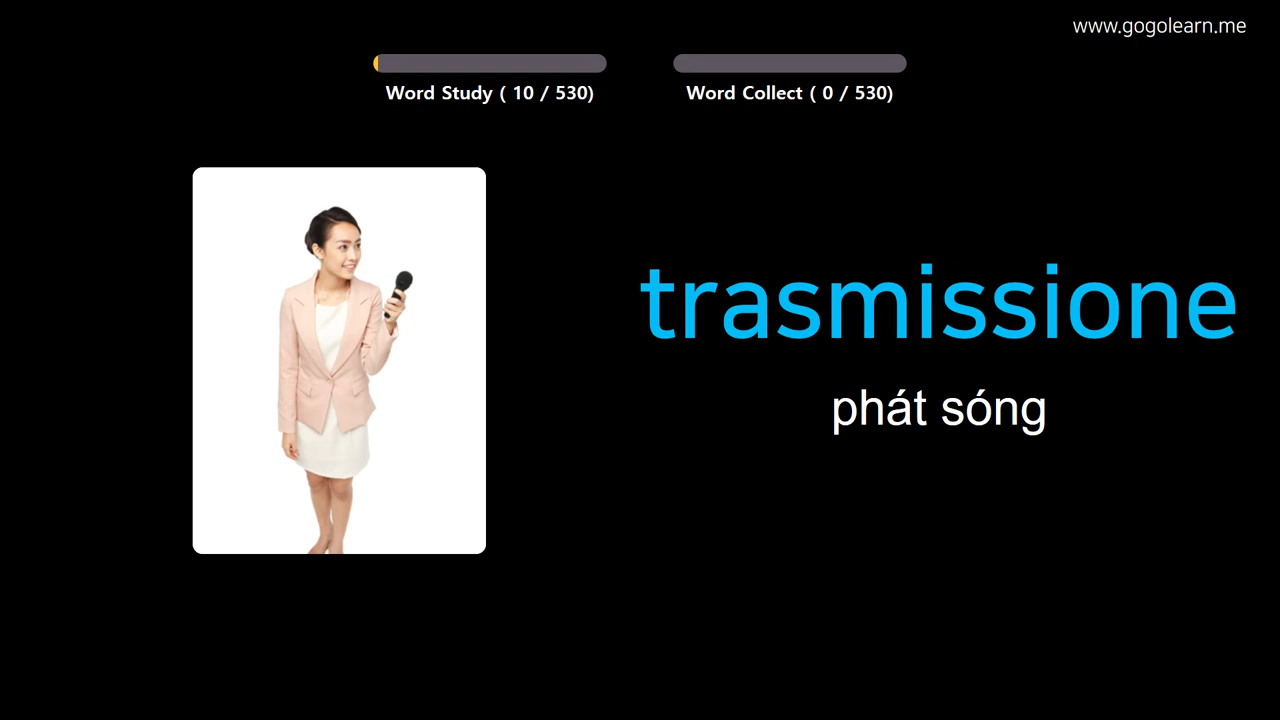 www.gogolearn.me
Word Study ( 10 / 530)
Word Collect ( 0 / 530)
trasmissione
phát sóng